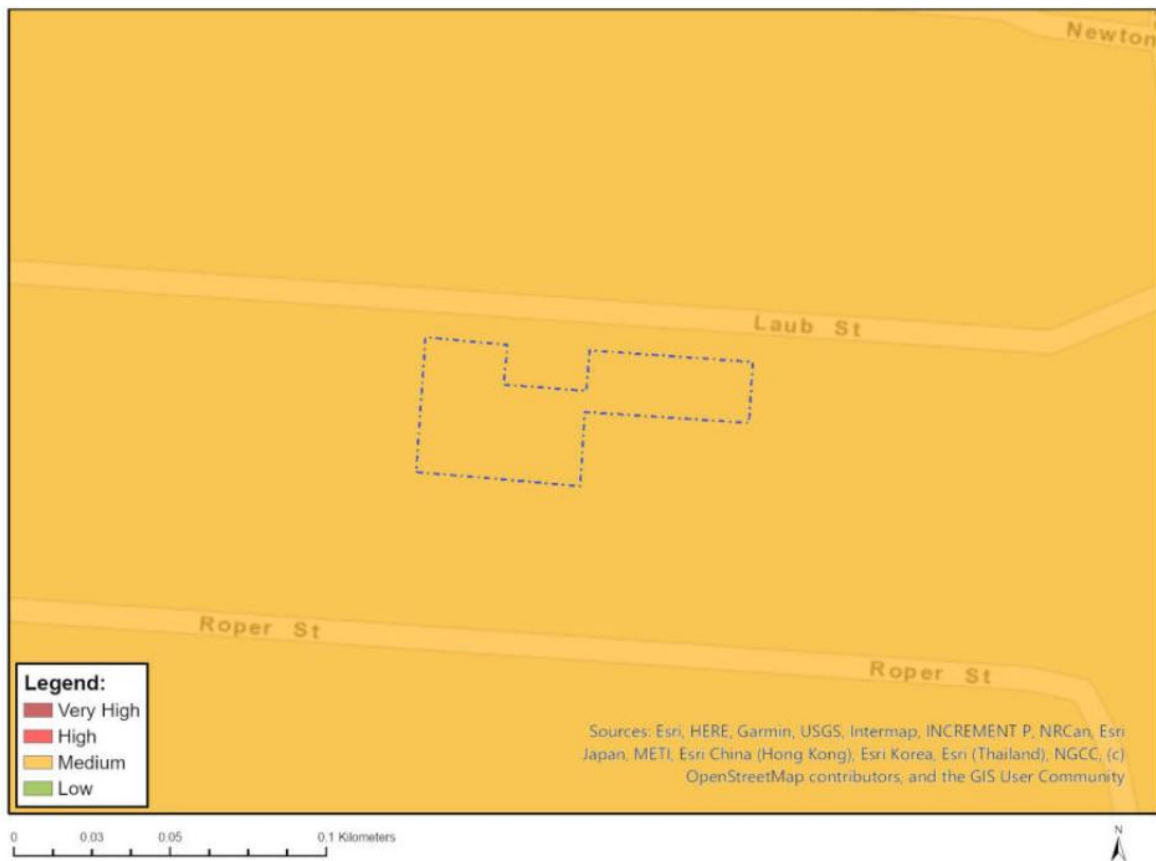 Newton
Laub St
Roper St
Roper St
Legend:
Very High
High
Medium
Low
Sources: Esri, HERE, Garmin, USGS, Intermap, INCREMENT P, NRCan, Esri
Japan, METI, Esri China (Hong Kong), Esri Korea, Esri (Thailand), NGCC, (c)
OpenStreetMap contributors, and the GIS User Community
0 0.03 0.05 0.1 Kilometers
N